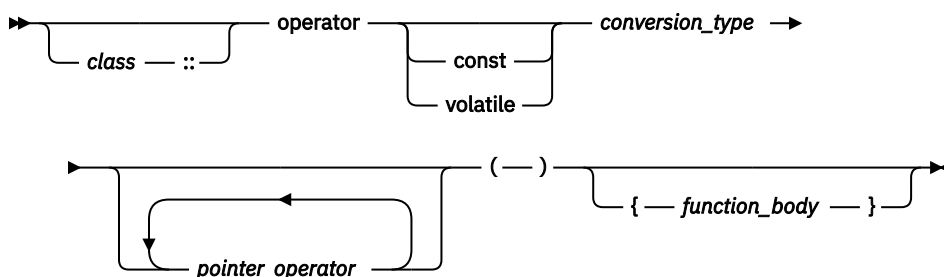 operator conversion_type
class :: const
volatile
( )
{ function_body }
pointer_operator